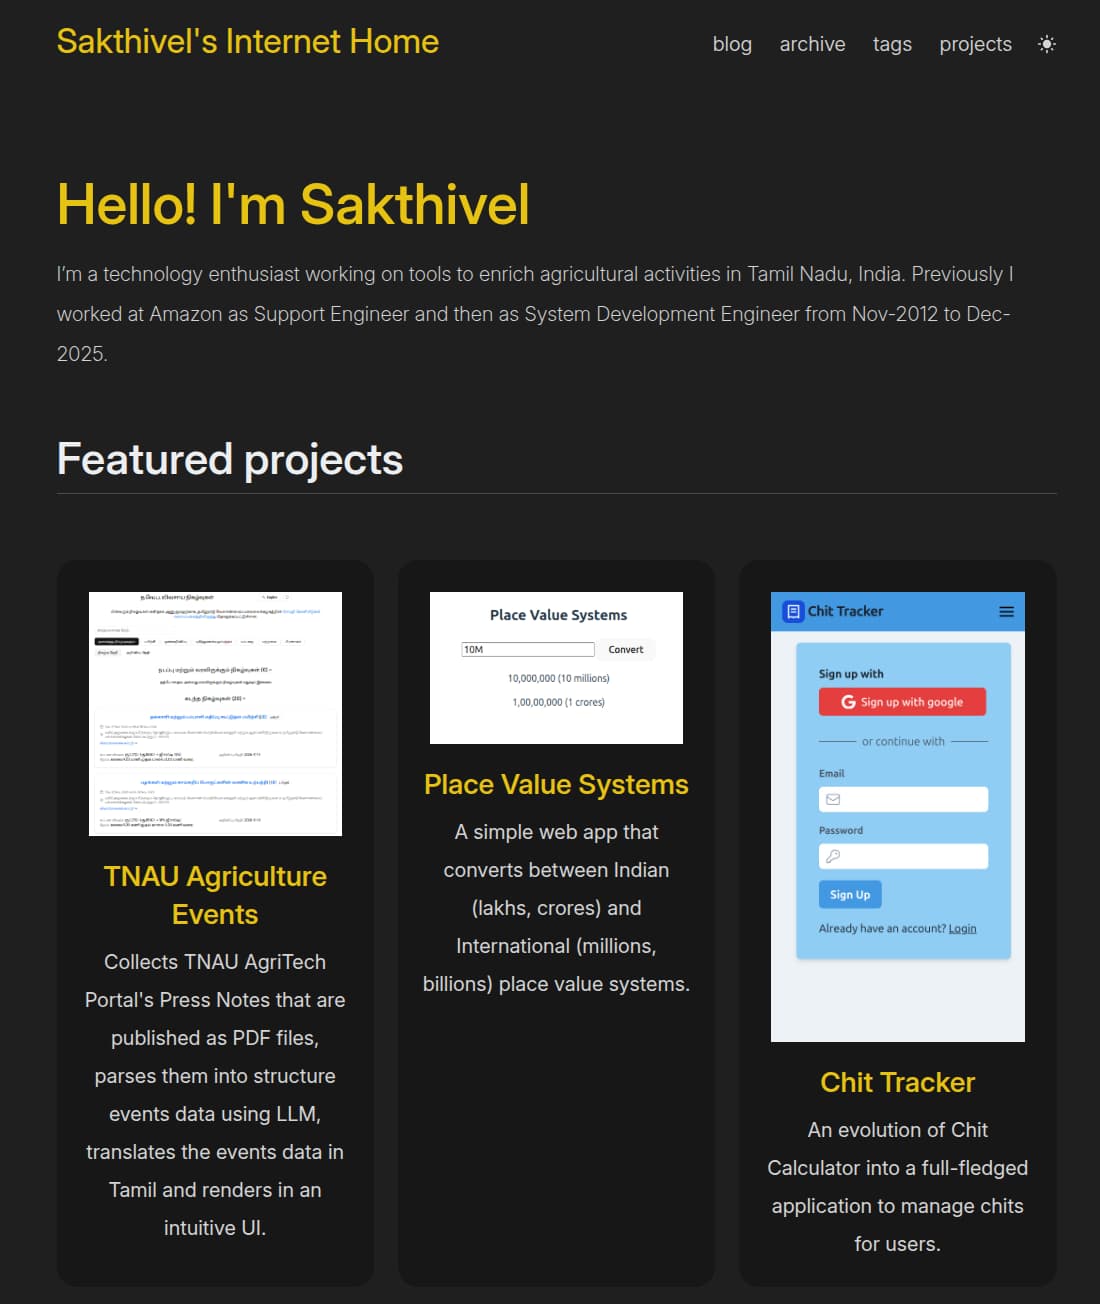 Sakthivel's Internet Home
blog archive tags projects
Hello! I'm Sakthivel
I'm a technology enthusiast working on tools to enrich agricultural activities in Tamil Nadu, India. Previously I
worked at Amazon as Support Engineer and then as System Development Engineer from Nov-2012 to Dec-
2025.
Featured projects
TNAU Agriculture
Events
Collects TNAU AgriTech
Portal's Press Notes that are
published as PDF files,
parses them into structure
events data using LLM,
translates the events data in
Tamil and renders in an
intuitive UI.
Place Value Systems
10M Convert
10,000,000 (10 millions)
1,00,00,000 (1 crores)
Place Value Systems
A simple web app that
converts between Indian
(lakhs, crores) and
International (millions,
billions) place value systems.
Chit Tracker
Sign up with
G Sign up with google
or continue with
Email
Password
Sign Up
Already have an account? Login
Chit Tracker
An evolution of Chit
Calculator into a full-fledged
application to manage chits
for users.